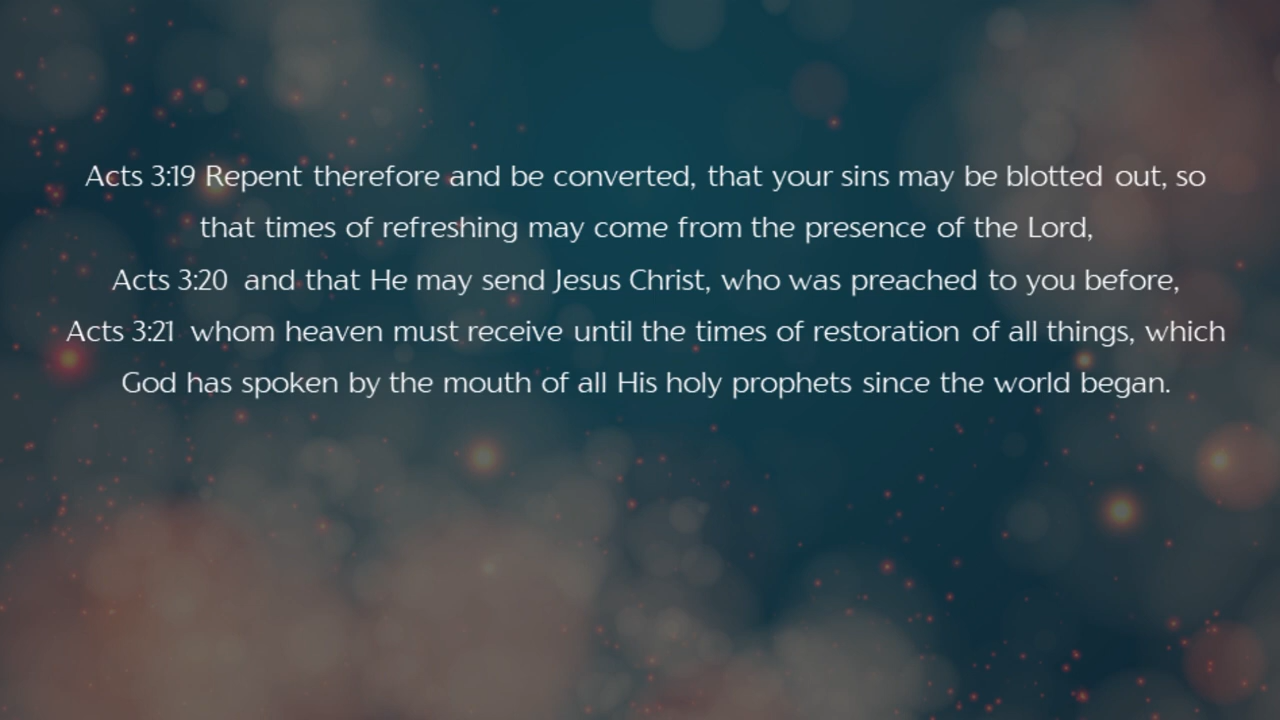 Acts 3:19 Repent therefore and be converted, that your sins may be blotted out, so
that times of refreshing may come from the presence of the Lord,
Acts 3:20 and that He may send Jesus Christ, who was preached to you before,
Acts 3:21 whom heaven must receive until the times of restoration of all things, which
God has spoken by the mouth of all His holy prophets since the world began.